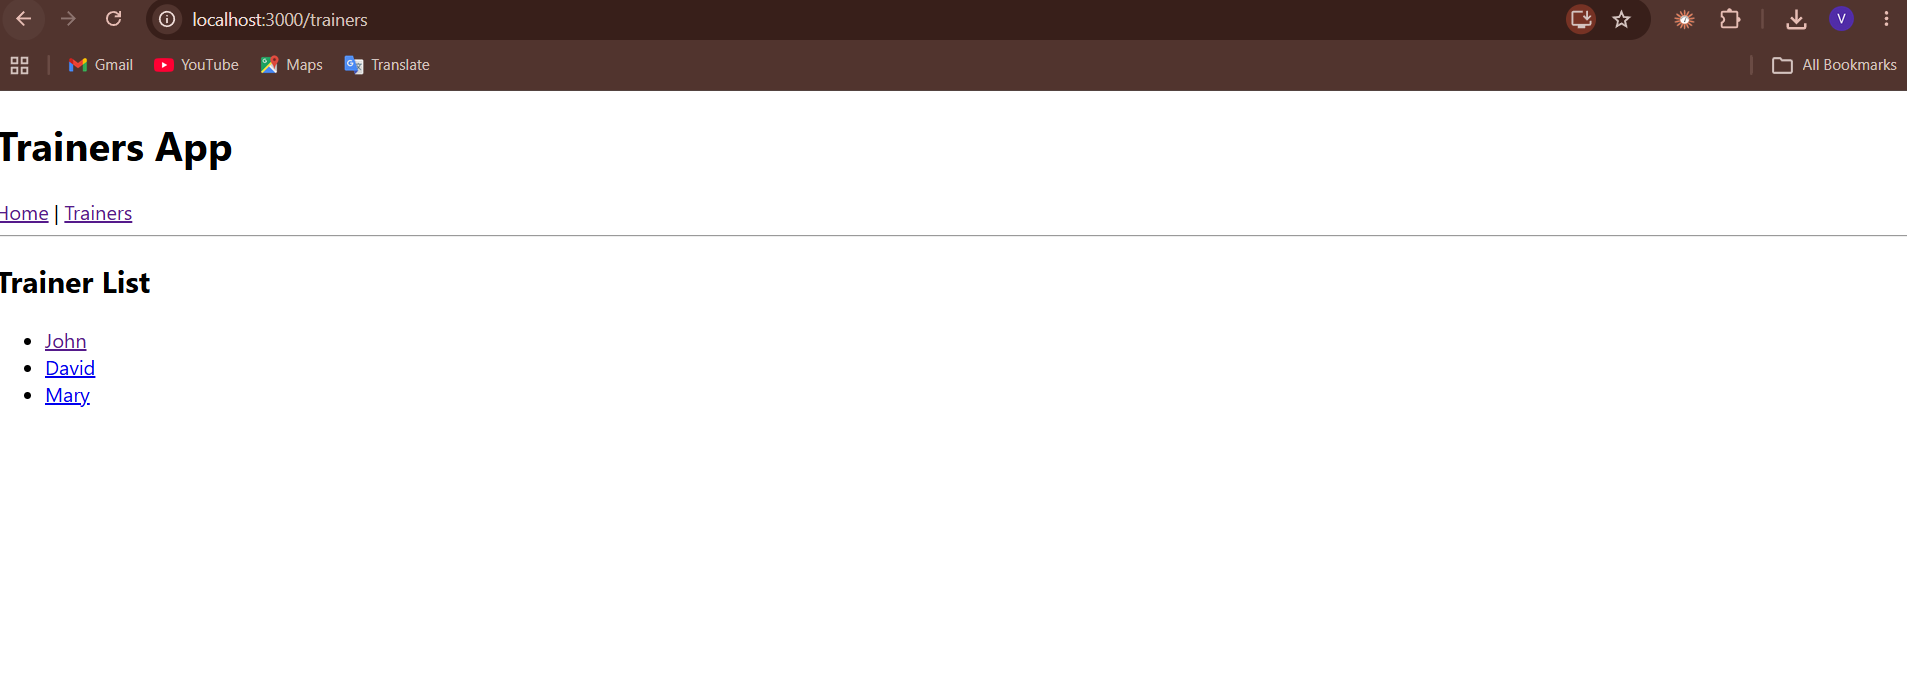 localhost:3000/trainers
V
Gmail YouTube Maps Translate All Bookmarks
Trainers App
Home | Trainers
Trainer List
John
David
Mary